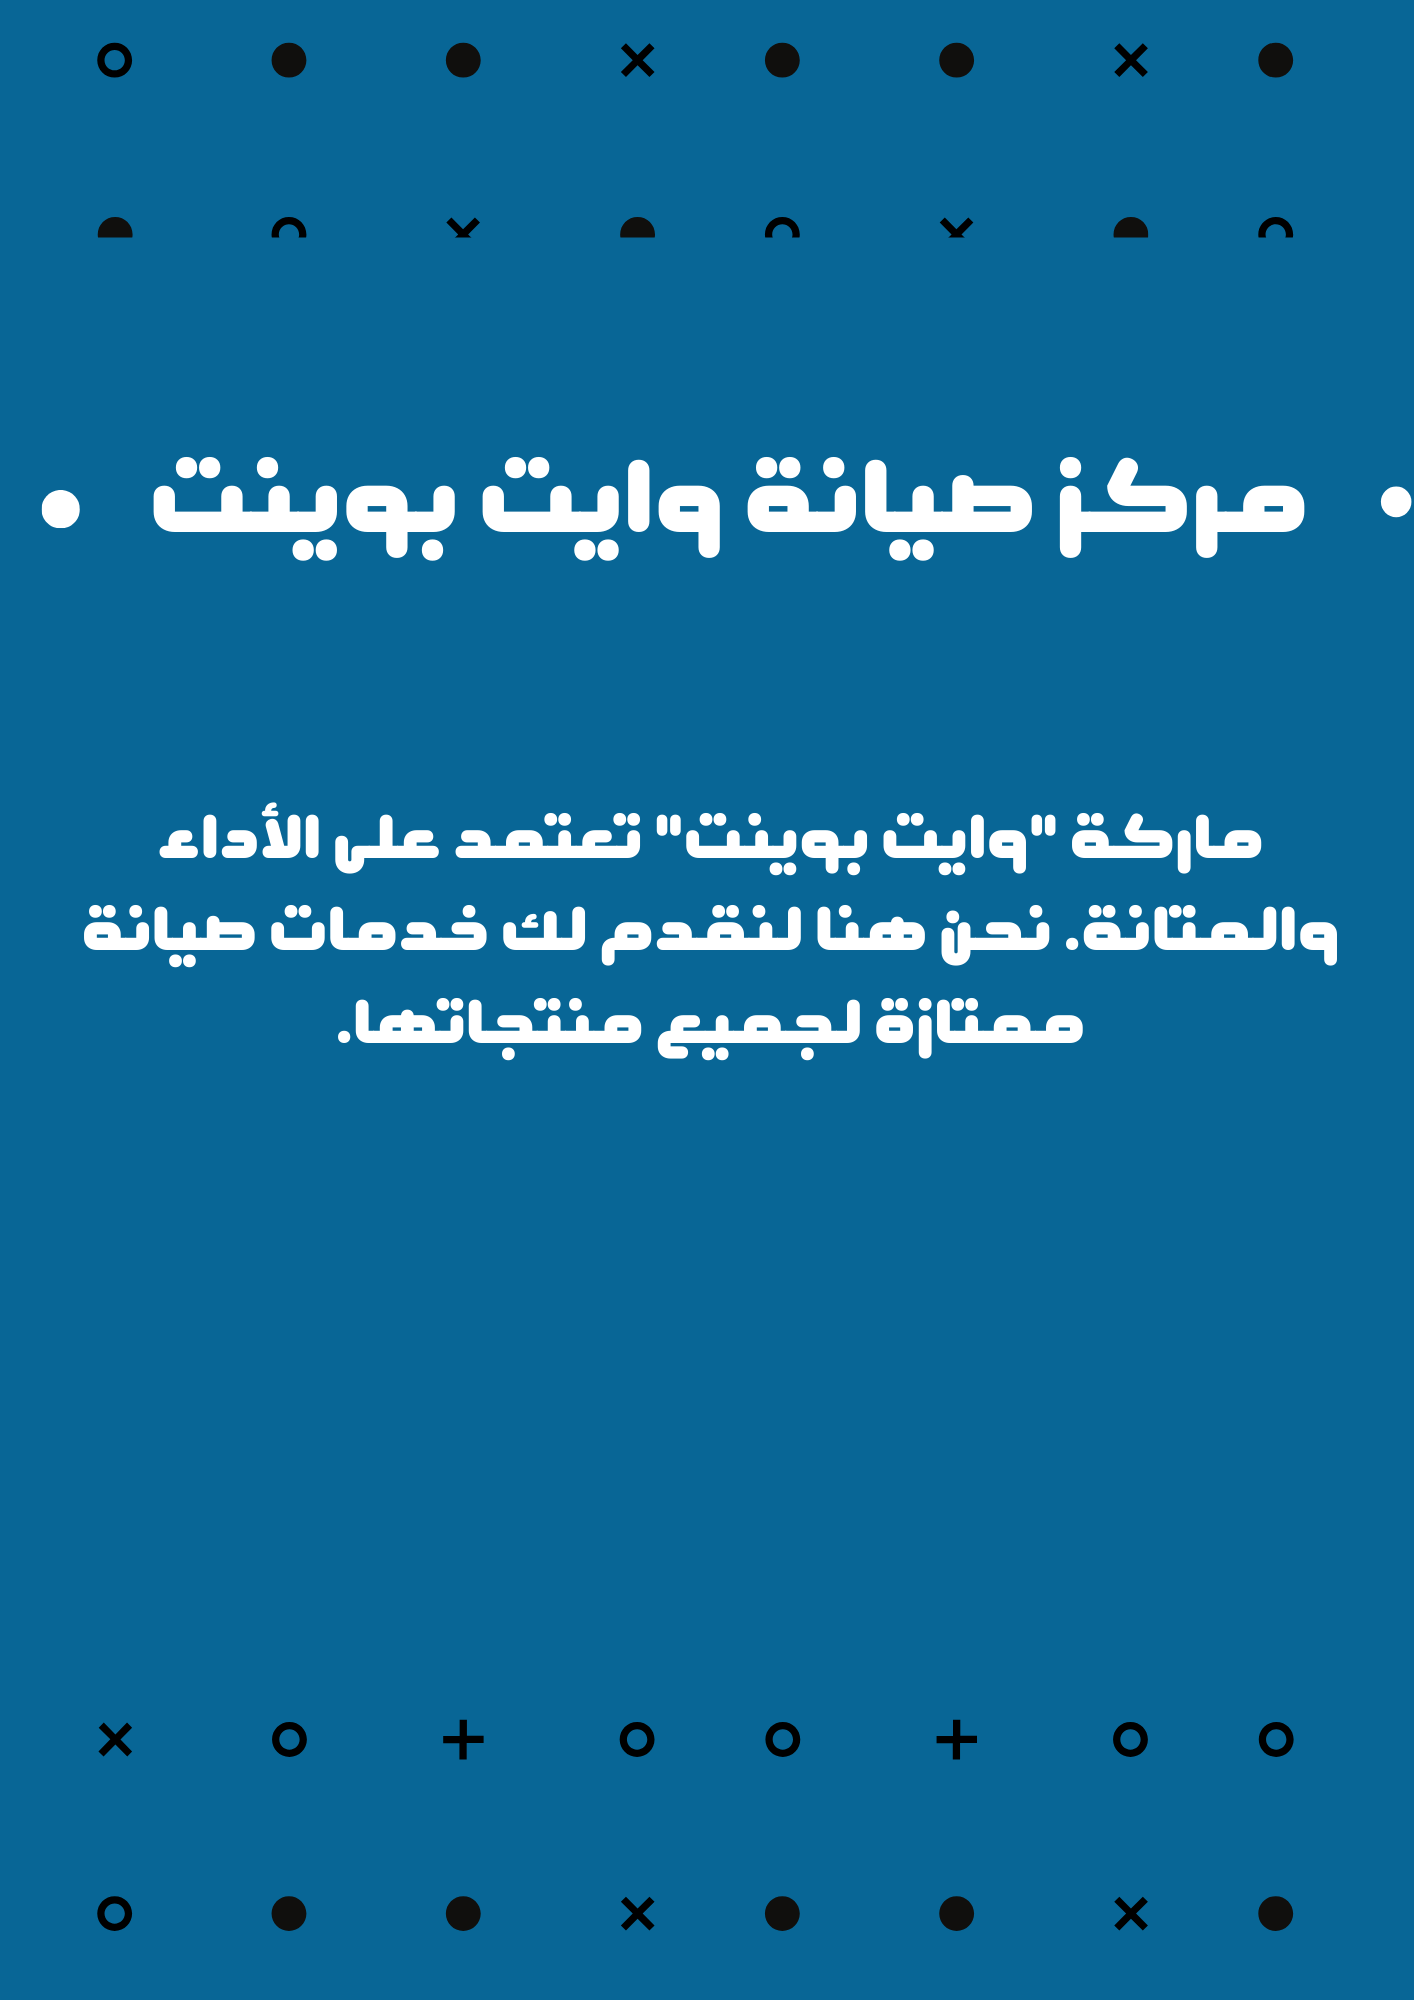 • مركز صيانة وايت بوينت •
ماركة "وايت بوينت" تعتمد على الأداء
والمتانة. نحن هنا لنقدم لك خدمات صيانة
ممتازة لجميع منتجاتها.